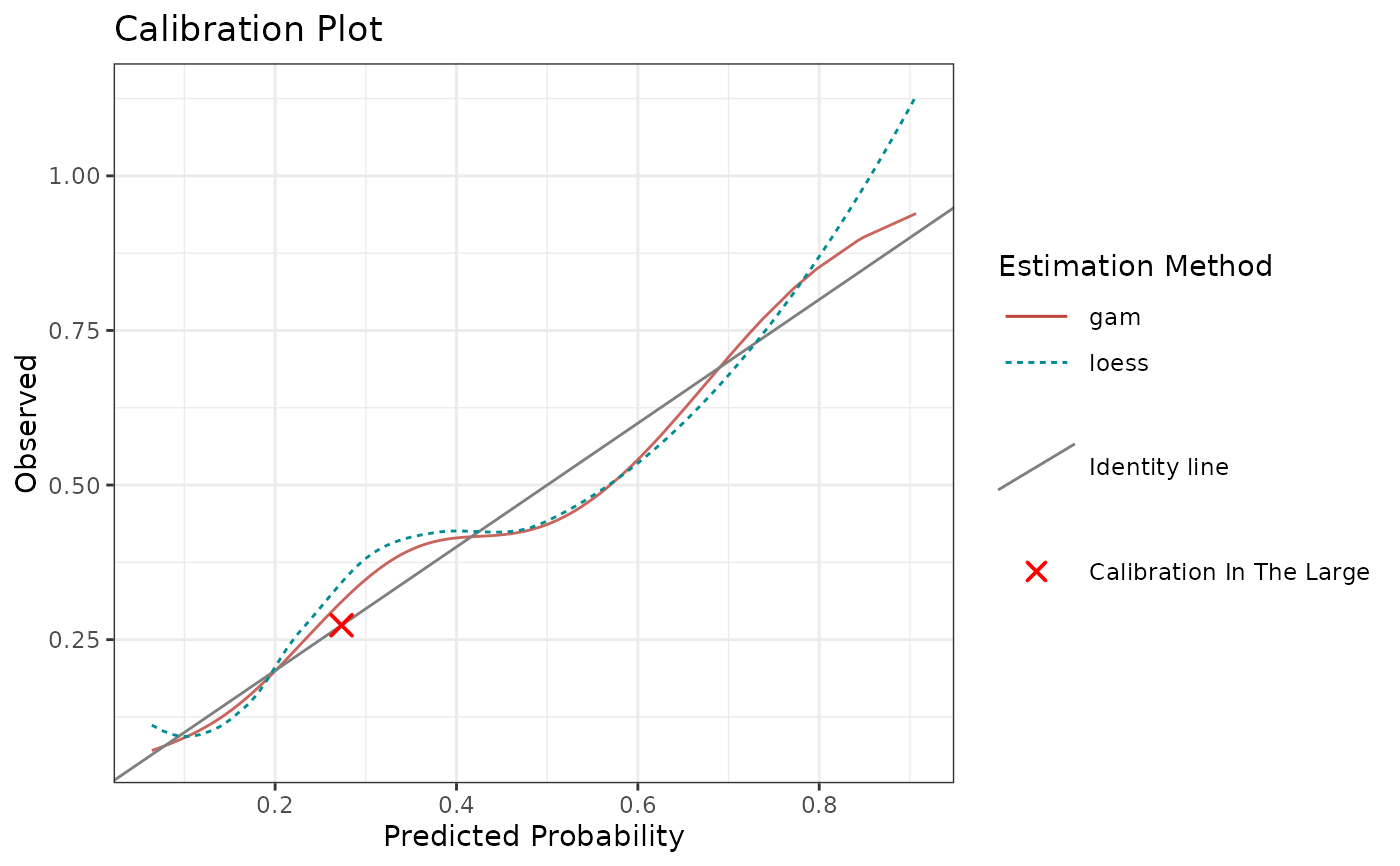 Calibration Plot
Observed
1.00
0.75
0.50
0.25
0.2
0.4
0.6
0.8
Predicted Probability
Estimation Method
gam
loess
Identity line
Calibration In The Large